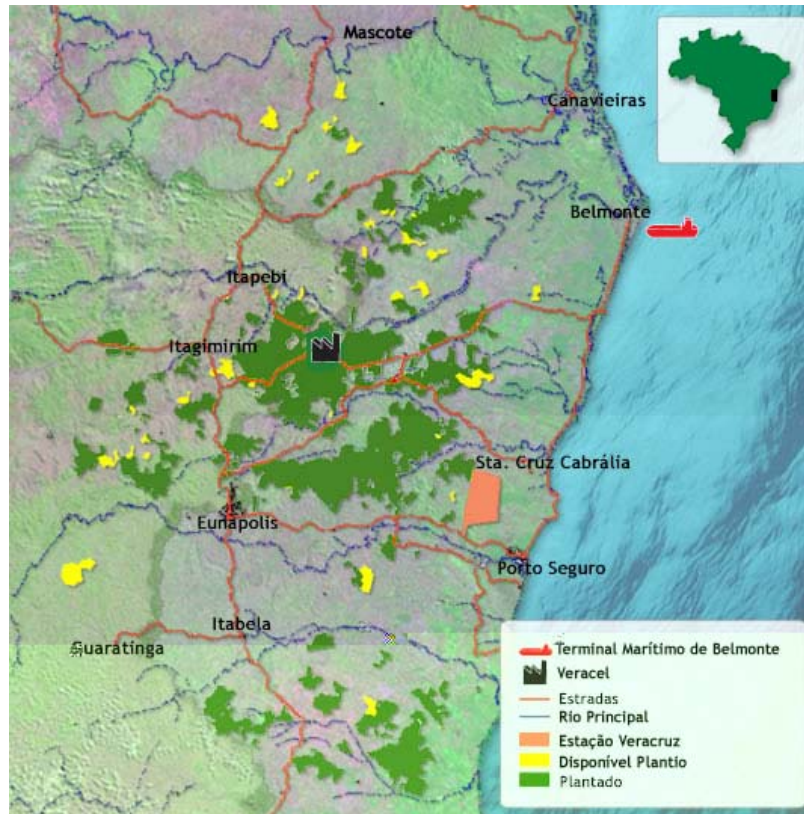 Mascote
Canavieiras
Belmonte
Itapebi
Itagimirim
Sta. Cruz Cabrália
Eunapolis
Porto Seguro
Itabela
Guaratinga
Terminal Marítimo de Belmonte
Veracel
Estradas
Rio Principal
Estação Veracruz
Disponível Plantio
Plantado